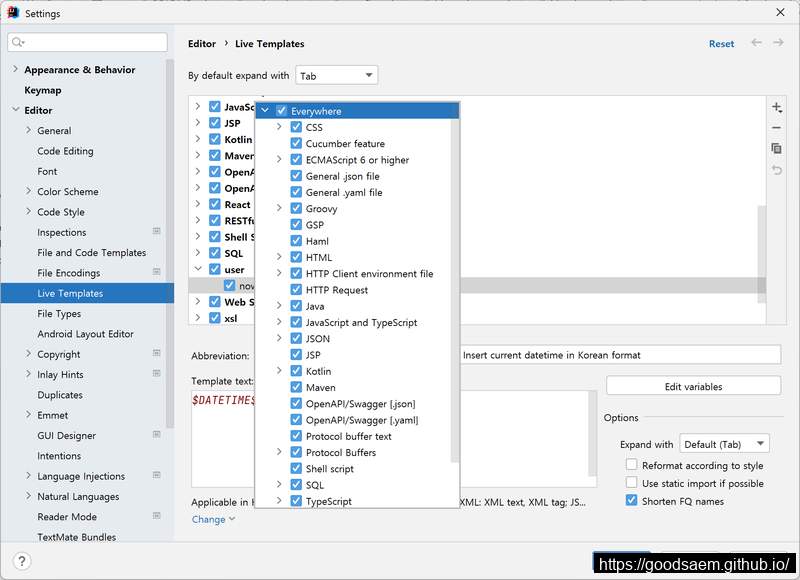 Settings
Editor › Live Templates
Reset
By default expand with
Tab
Appearance & Behavior
Keymap
Editor
General
Code Editing
Font
Color Scheme
Code Style
Inspections
File and Code Templates
File Encodings
Live Templates
File Types
Android Layout Editor
Copyright
Inlay Hints
Duplicates
Emmet
GUI Designer
Intentions
Language Injections
Natural Languages
Reader Mode
TextMate Bundles
JavaSc
JSP
Kotlin
Maven
OpenA
OpenA
React
RESTfu
Shell S
SQL
user
now
Web S
xsl
Everywhere
CSS
Cucumber feature
ECMAScript 6 or higher
General .json file
General .yaml file
Groovy
GSP
Haml
HTML
HTTP Client environment file
HTTP Request
Java
JavaScript and TypeScript
JSON
JSP
Kotlin
Maven
OpenAPI/Swagger [.json]
OpenAPI/Swagger [.yaml]
Protocol buffer text
Protocol Buffers
Shell script
SQL
TypeScript
Abbreviation:
Insert current datetime in Korean format
Template text:
$DATETIME$
Edit variables
Options
Expand with
Default (Tab)
Reformat according to style
Use static import if possible
Shorten FQ names
Applicable in H
XML: XML text, XML tag; JS...
Change
?
https://goodsaem.github.io/